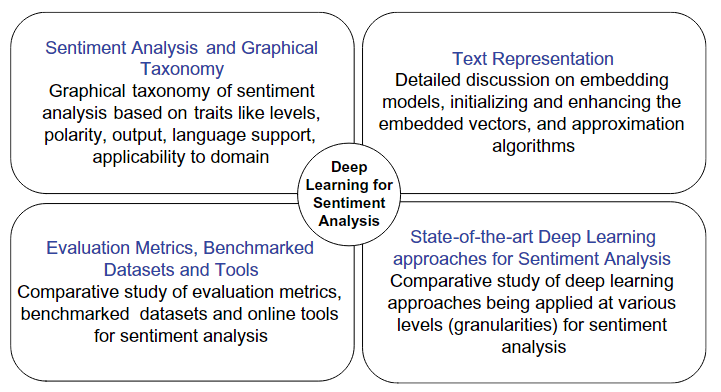 Sentiment Analysis and Graphical
Taxonomy
Graphical taxonomy of sentiment
analysis based on traits like levels,
polarity, output, language support,
applicability to domain
Text Representation
Detailed discussion on embedding
models, initializing and enhancing the
embedded vectors, and approximation
algorithms
Deep
Learning for
Sentiment
Analysis
Evaluation Metrics, Benchmarked
Datasets and Tools
Comparative study of evaluation metrics,
benchmarked datasets and online tools
for sentiment analysis
State-of-the-art Deep Learning
approaches for Sentiment Analysis
Comparative study of deep learning
approaches being applied at various
levels (granularities) for sentiment
analysis